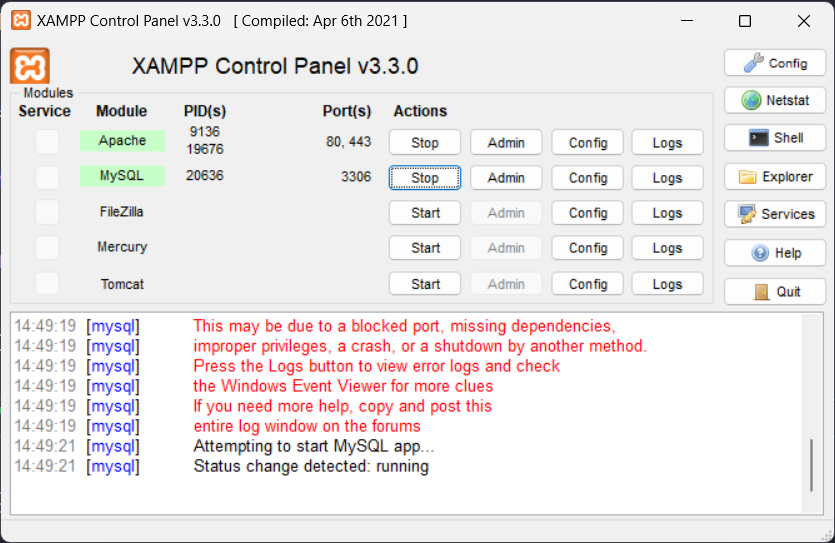 XAMPP Control Panel v3.3.0 [ Compiled: Apr 6th 2021 ]
XAMPP Control Panel v3.3.0
Config
Modules
Service Module PID(s) Port(s) Actions
Netstat
Apache 9136 80, 443 Stop Admin Config Logs
19676
Shell
MySQL 20636 3306 Stop Admin Config Logs
Explorer
FileZilla Start Admin Config Logs
Services
Mercury Start Admin Config Logs
Help
Tomcat Start Admin Config Logs
Quit
14:49:19 [mysql] This may be due to a blocked port, missing dependencies,
14:49:19 [mysql] improper privileges, a crash, or a shutdown by another method.
14:49:19 [mysql] Press the Logs button to view error logs and check
14:49:19 [mysql] the Windows Event Viewer for more clues
14:49:19 [mysql] If you need more help, copy and post this
14:49:19 [mysql] entire log window on the forums
14:49:21 [mysql] Attempting to start MySQL app...
14:49:21 [mysql] Status change detected: running